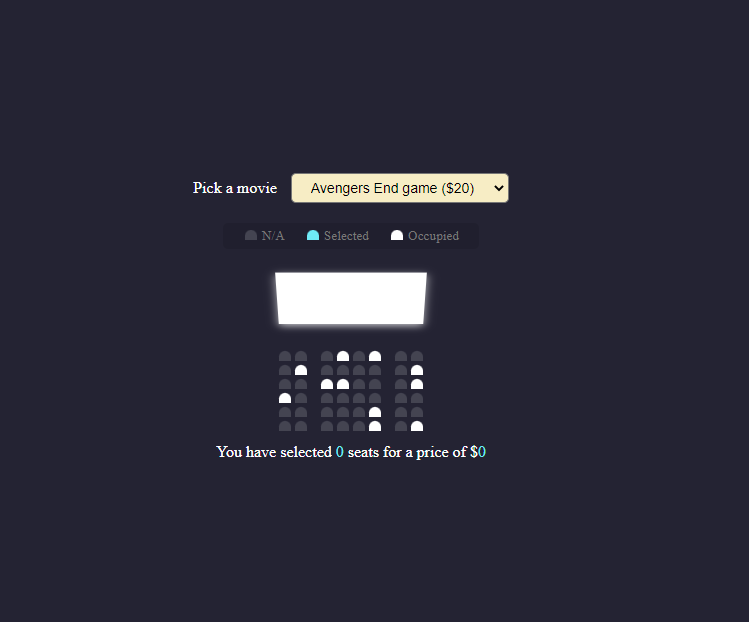 Pick a movie Avengers End game ($20)
N/A Selected Occupied
You have selected 0 seats for a price of $0